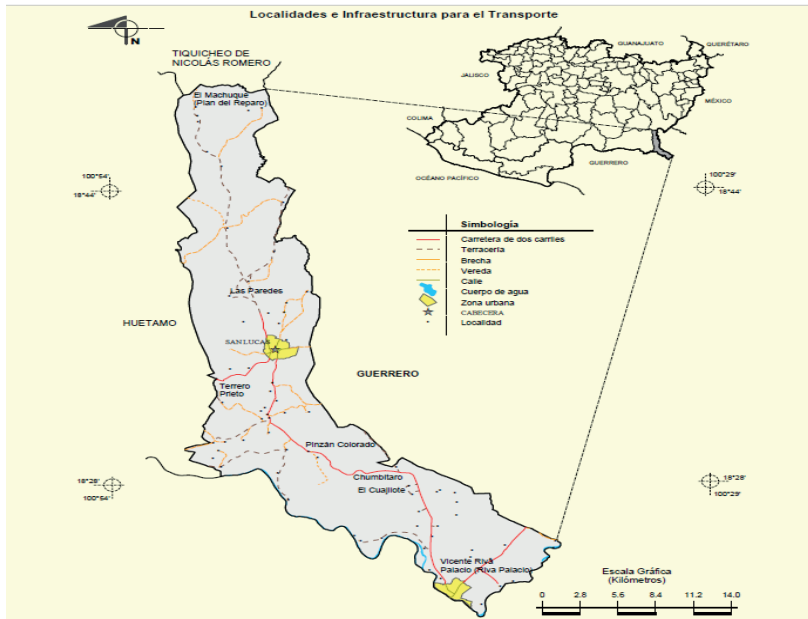 Localidades e Infraestructura para el Transporte
N
TIQUICHEO DE
NICOLÁS ROMERO
GUANAJUATO
QUERÉTARO
JALISCO
MÉXICO
COLIMA
GUERRERO
OCÉANO PACÍFICO
El Machuque
(Plan del Reparo)
100°54'
18°44'
100°29'
18°44'
Simbología
Carretera de dos carriles
Terracería
Brecha
Vereda
Calle
Cuerpo de agua
Zona urbana
CABECERA
Localidad
Las Paredes
HUETAMO
SAN LUCAS
GUERRERO
Terrero
Prieto
Pinzán Colorado
Chumbitaro
El Cuajilote
18°28'
100°54'
18°28'
100°29'
Vicente Riva
Palacio (Riva Palacio)
Escala Gráfica
(Kilómetros)
0 2.8 5.6 8.4 11.2 14.0